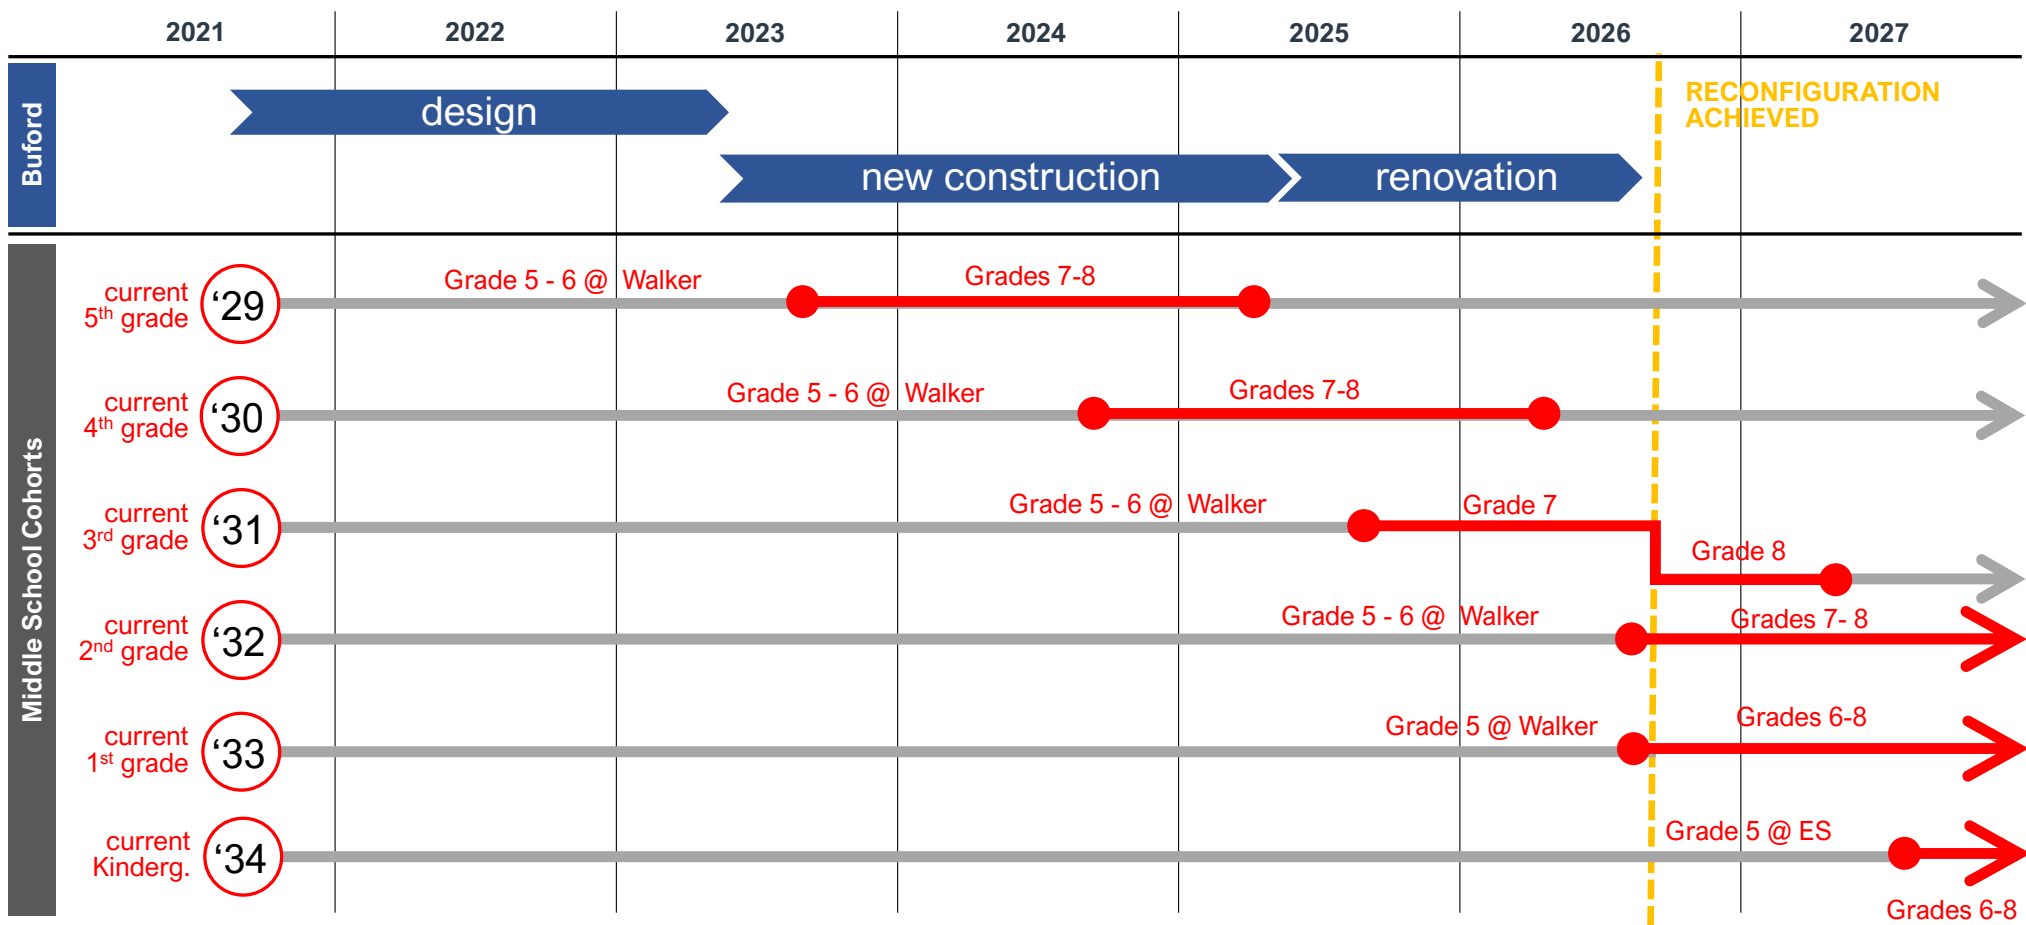 2021 2022 2023 2024 2025 2026 2027
Buford
design
RECONFIGURATION
ACHIEVED
new construction
renovation
Middle School Cohorts
current
5th grade
‘29
Grade 5 - 6 @ Walker
Grades 7-8
current
4th grade
‘30
Grade 5 - 6 @ Walker
Grades 7-8
current
3rd grade
‘31
Grade 5 - 6 @ Walker
Grade 7
Grade 8
current
2nd grade
‘32
Grade 5 - 6 @ Walker
Grades 7- 8
current
1st grade
‘33
Grade 5 @ Walker
Grades 6-8
current
Kinderg.
‘34
Grade 5 @ ES
Grades 6-8